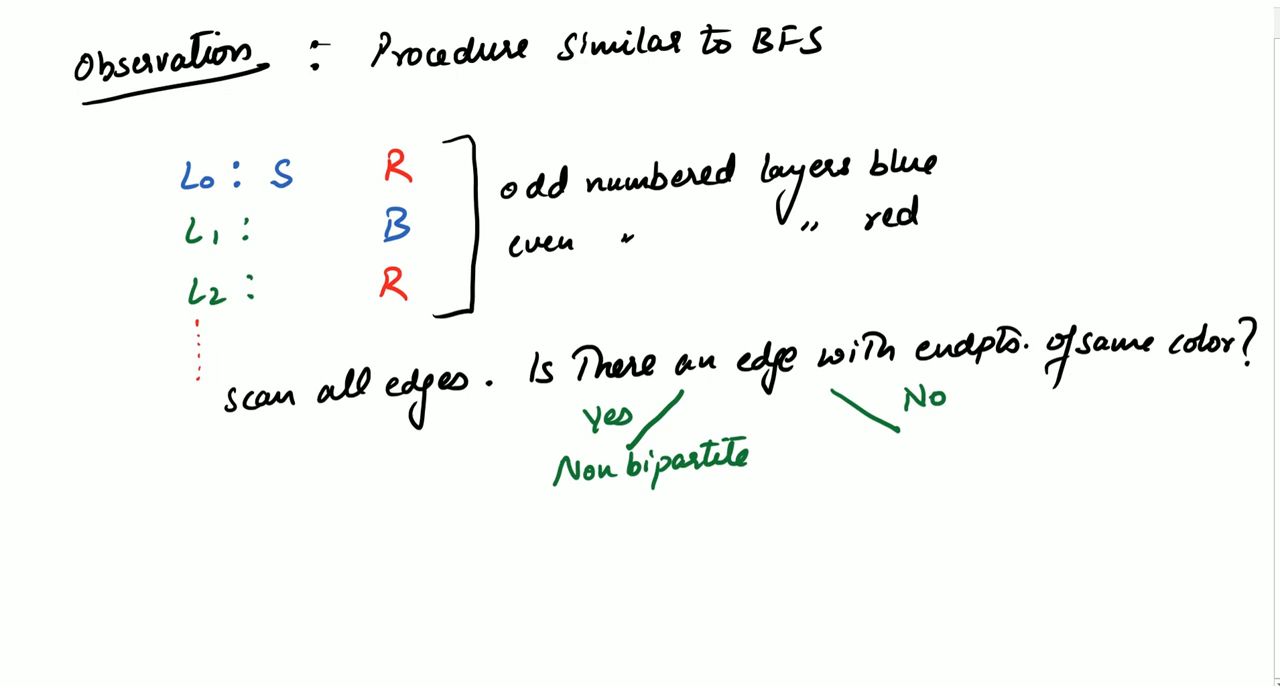 Observation : Procedure Similar to BFS
L0 : S R
odd numbered layers blue
L1 : B
even " " red
L2 : R
scan all edges. Is There an edge with endpts. of same color?
Yes No
Non bipartite